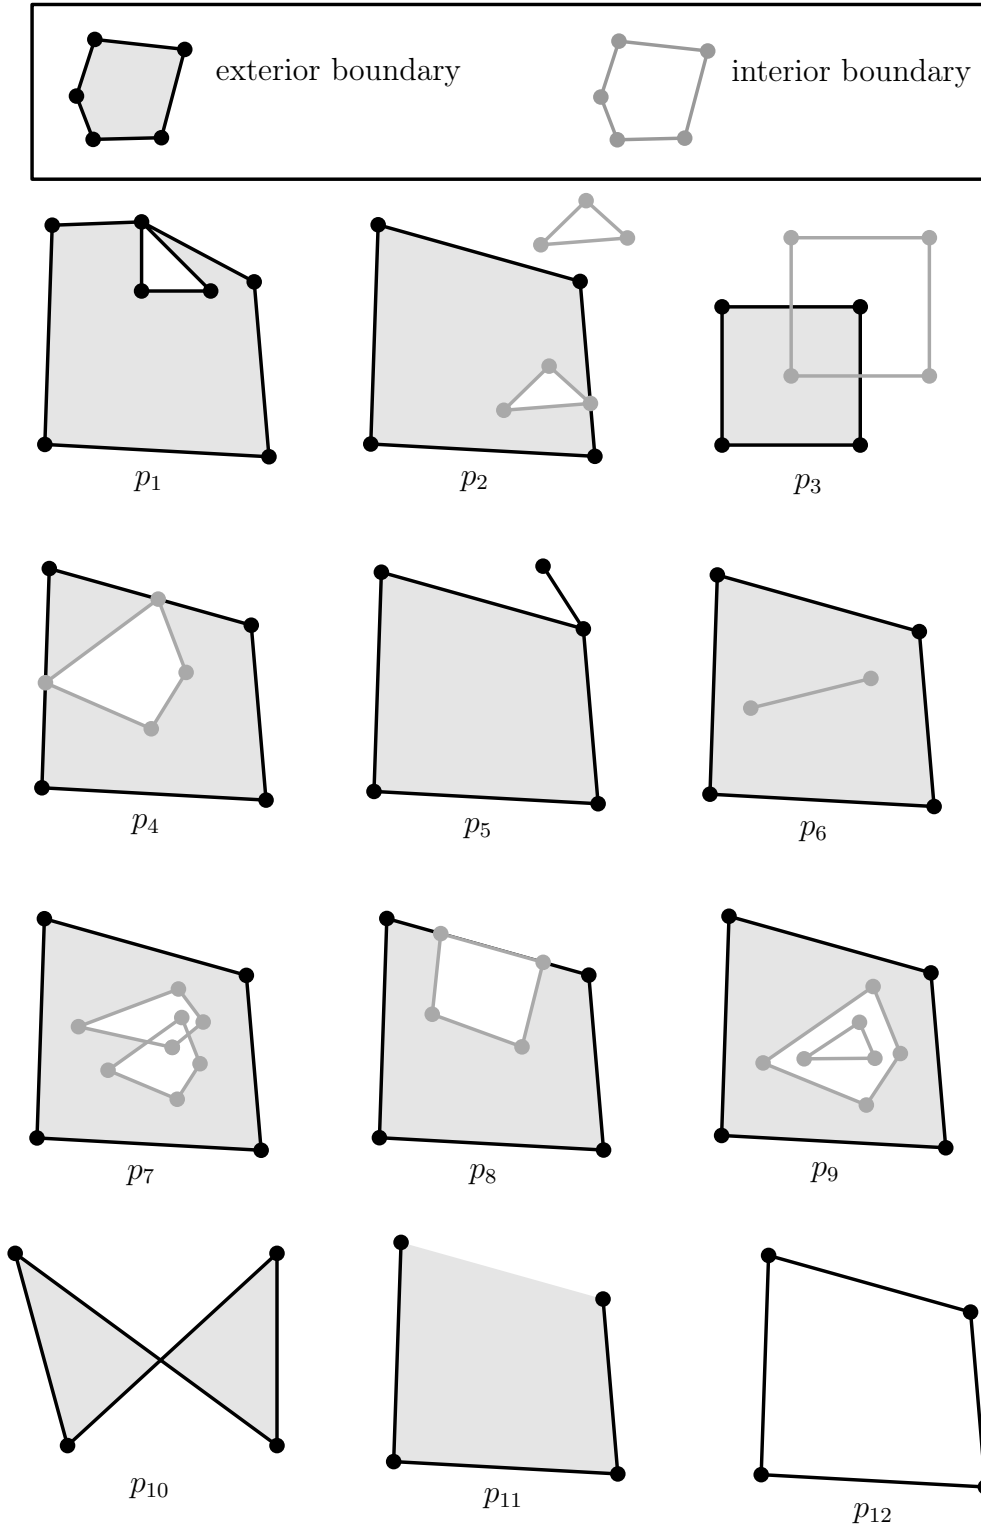 exterior boundary
interior boundary
p₁
p₂
p₃
p₄
p₅
p₆
p₇
p₈
p₉
p₁₀
p₁₁
p₁₂